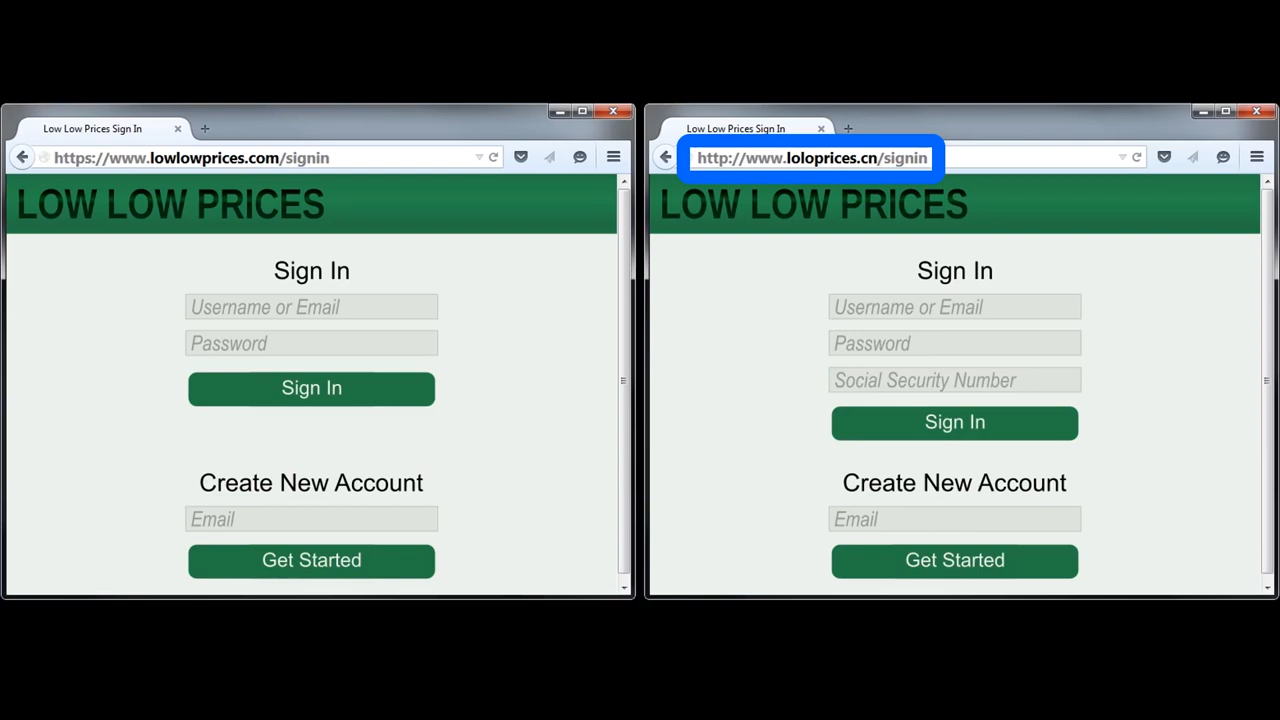 Low Low Prices Sign In
https://www.lowlowprices.com/signin
LOW LOW PRICES
Sign In
Username or Email
Password
Sign In
Create New Account
Email
Get Started
Low Low Prices Sign In
http://www.loloprices.cn/signin
LOW LOW PRICES
Sign In
Username or Email
Password
Social Security Number
Sign In
Create New Account
Email
Get Started